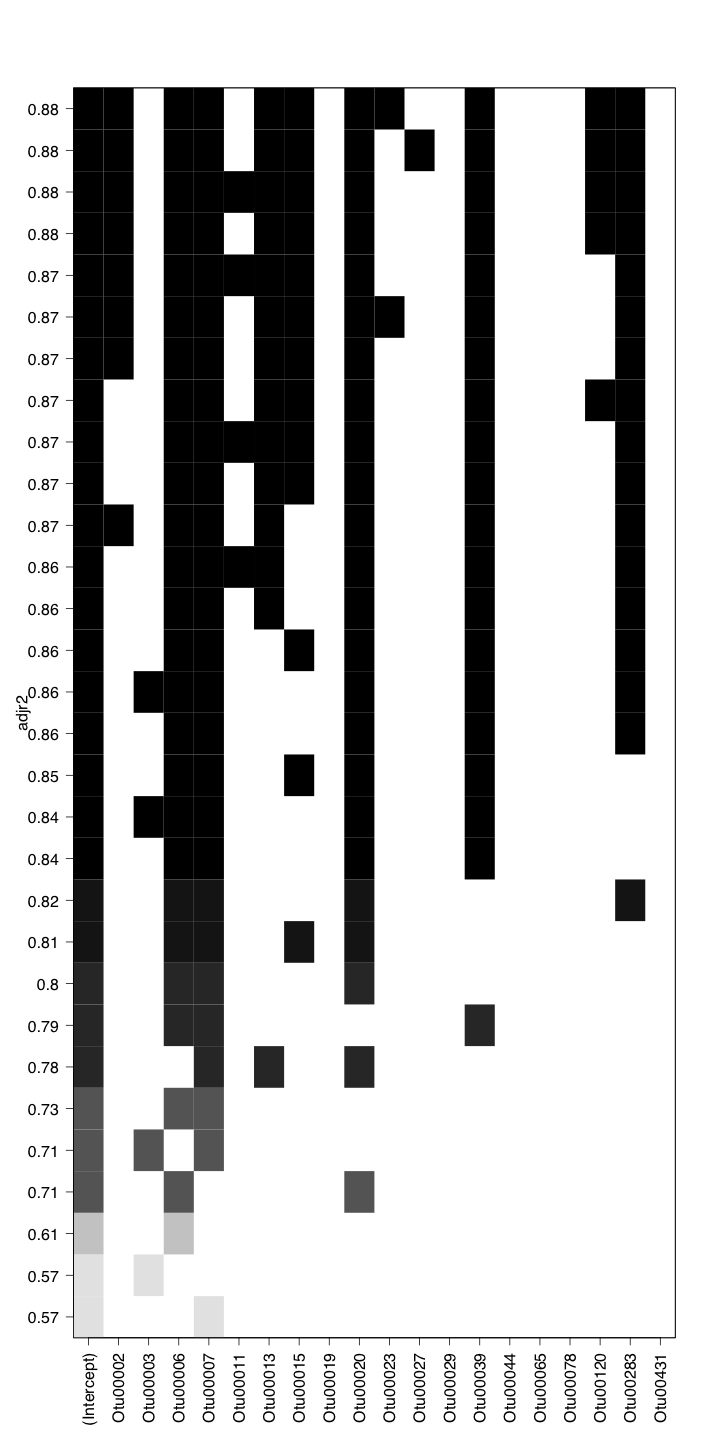 0.88
0.88
0.88
0.88
0.87
0.87
0.87
0.87
0.87
0.87
0.87
0.86
0.86
0.86
0.86
0.86
0.85
0.84
0.84
0.82
0.81
0.8
0.79
0.78
0.73
0.71
0.71
0.61
0.57
0.57
adjr2
(Intercept)
Otu00002
Otu00003
Otu00006
Otu00007
Otu00011
Otu00013
Otu00015
Otu00019
Otu00020
Otu00023
Otu00027
Otu00029
Otu00039
Otu00044
Otu00065
Otu00078
Otu00120
Otu00283
Otu00431